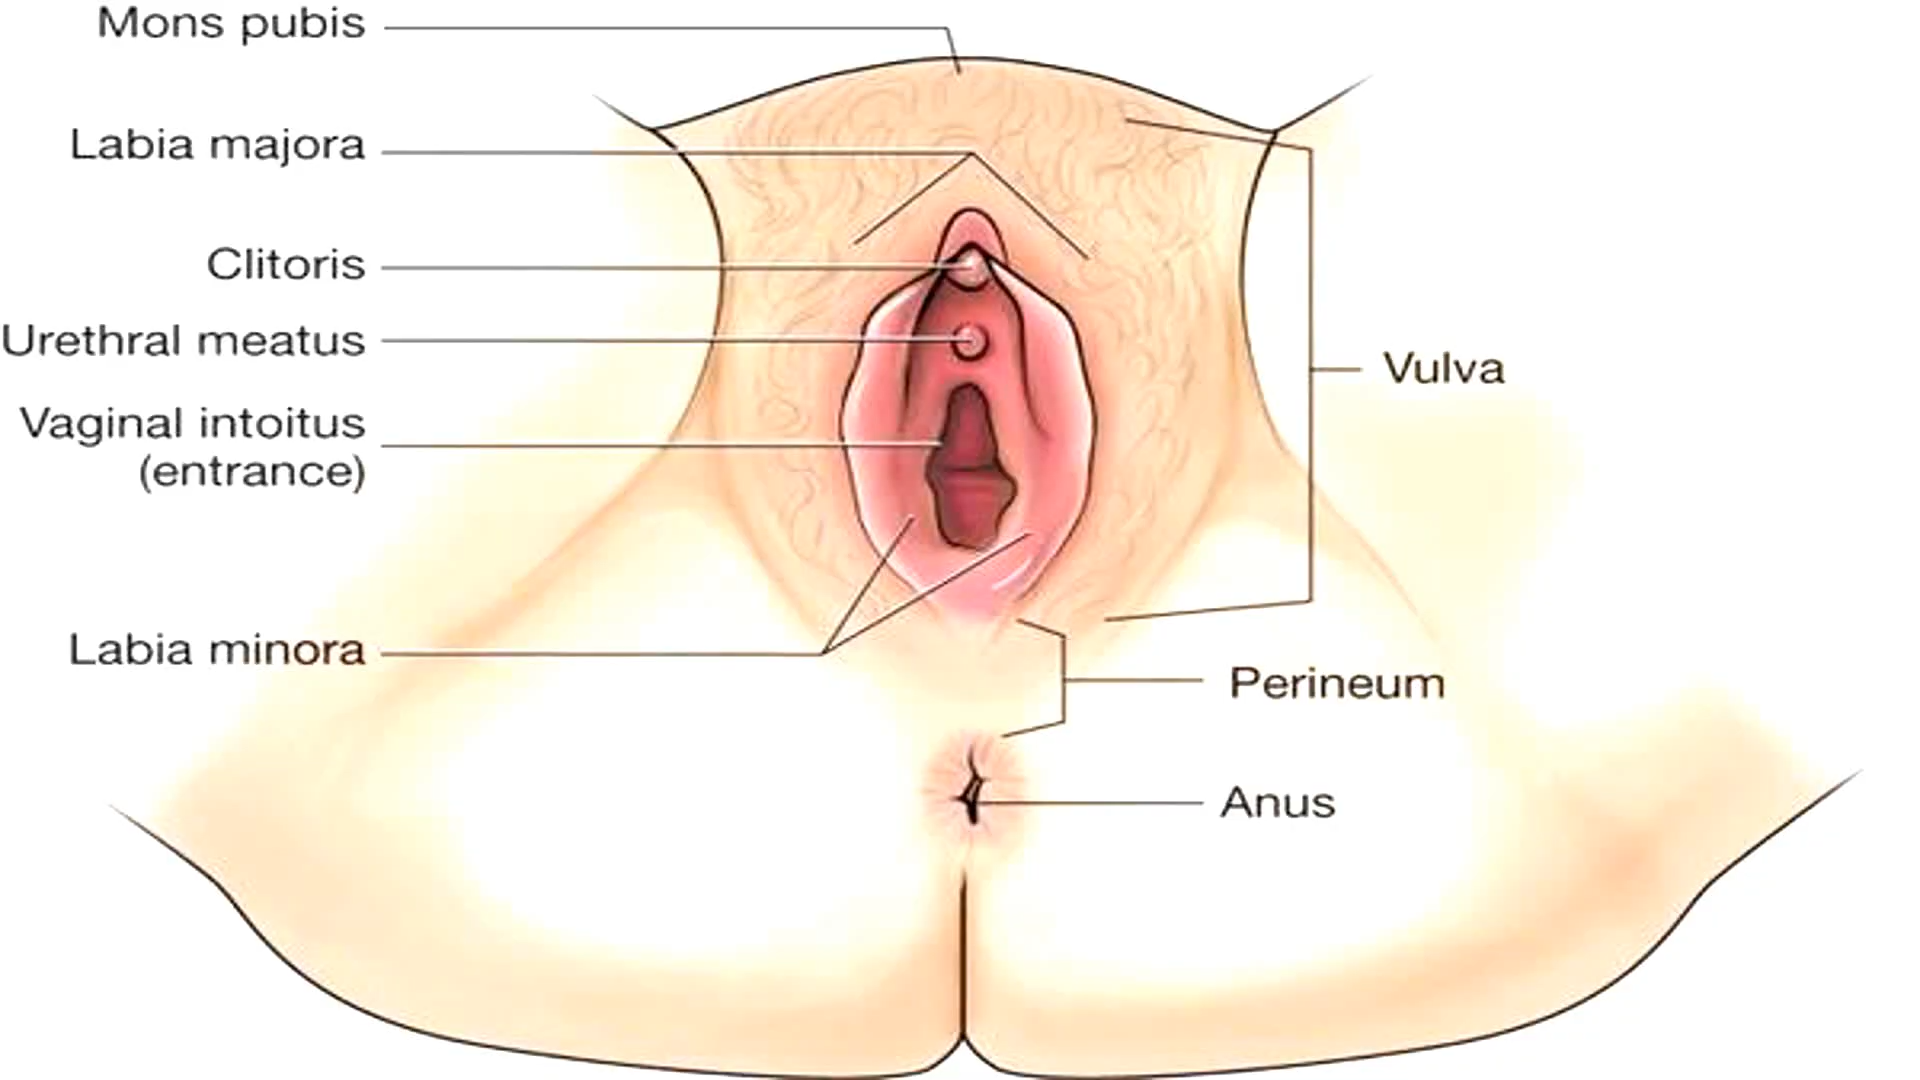 Mons pubis
Labia majora
Clitoris
Urethral meatus
Vaginal intoitus
(entrance)
Labia minora
Vulva
Perineum
Anus